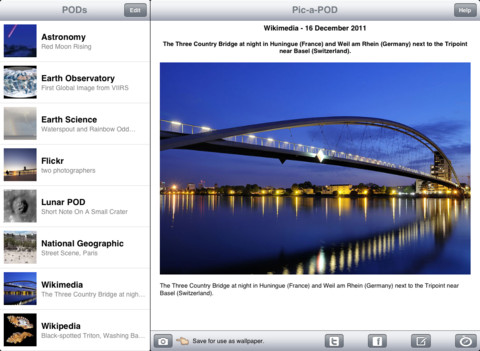 PODs
Edit
Astronomy
Red Moon Rising
Earth Observatory
First Global Image from VIIRS
Earth Science
Waterspout and Rainbow Odd…
Flickr
two photographers
Lunar POD
Short Note On A Small Crater
National Geographic
Street Scene, Paris
Wikimedia
The Three Country Bridge at nigh…
Wikipedia
Black-spotted Triton, Washing Ba…
Pic-a-POD
Help
Wikimedia - 16 December 2011
The Three Country Bridge at night in Huningue (France) and Weil am Rhein (Germany) next to the Tripoint
near Basel (Switzerland).
The Three Country Bridge at night in Huningue (France) and Weil am Rhein (Germany) next to the Tripoint near
Basel (Switzerland).
Save for use as wallpaper.